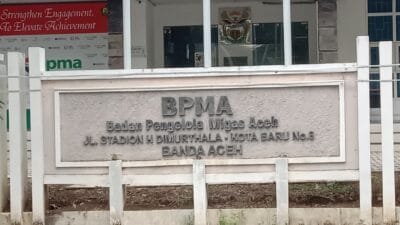 Strengthen Engagement,
To Elevate Achievement
pma
BPMA
Badan Pengelola Migas Aceh
JL. STADION H DIMURTHALA - KOTA BARU No.8
BANDA ACEH